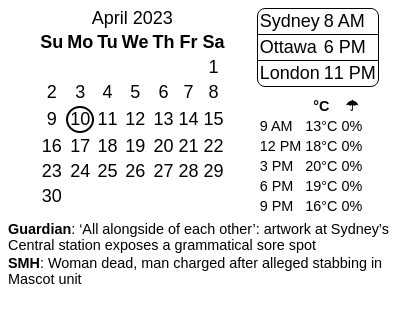 April 2023
Su Mo Tu We Th Fr Sa
1
2 3 4 5 6 7 8
9 10 11 12 13 14 15
16 17 18 19 20 21 22
23 24 25 26 27 28 29
30
Sydney 8 AM
Ottawa 6 PM
London 11 PM
°C ☂
9 AM 13°C 0%
12 PM 18°C 0%
3 PM 20°C 0%
6 PM 19°C 0%
9 PM 16°C 0%
Guardian: ‘All alongside of each other’: artwork at Sydney’s
Central station exposes a grammatical sore spot
SMH: Woman dead, man charged after alleged stabbing in
Mascot unit